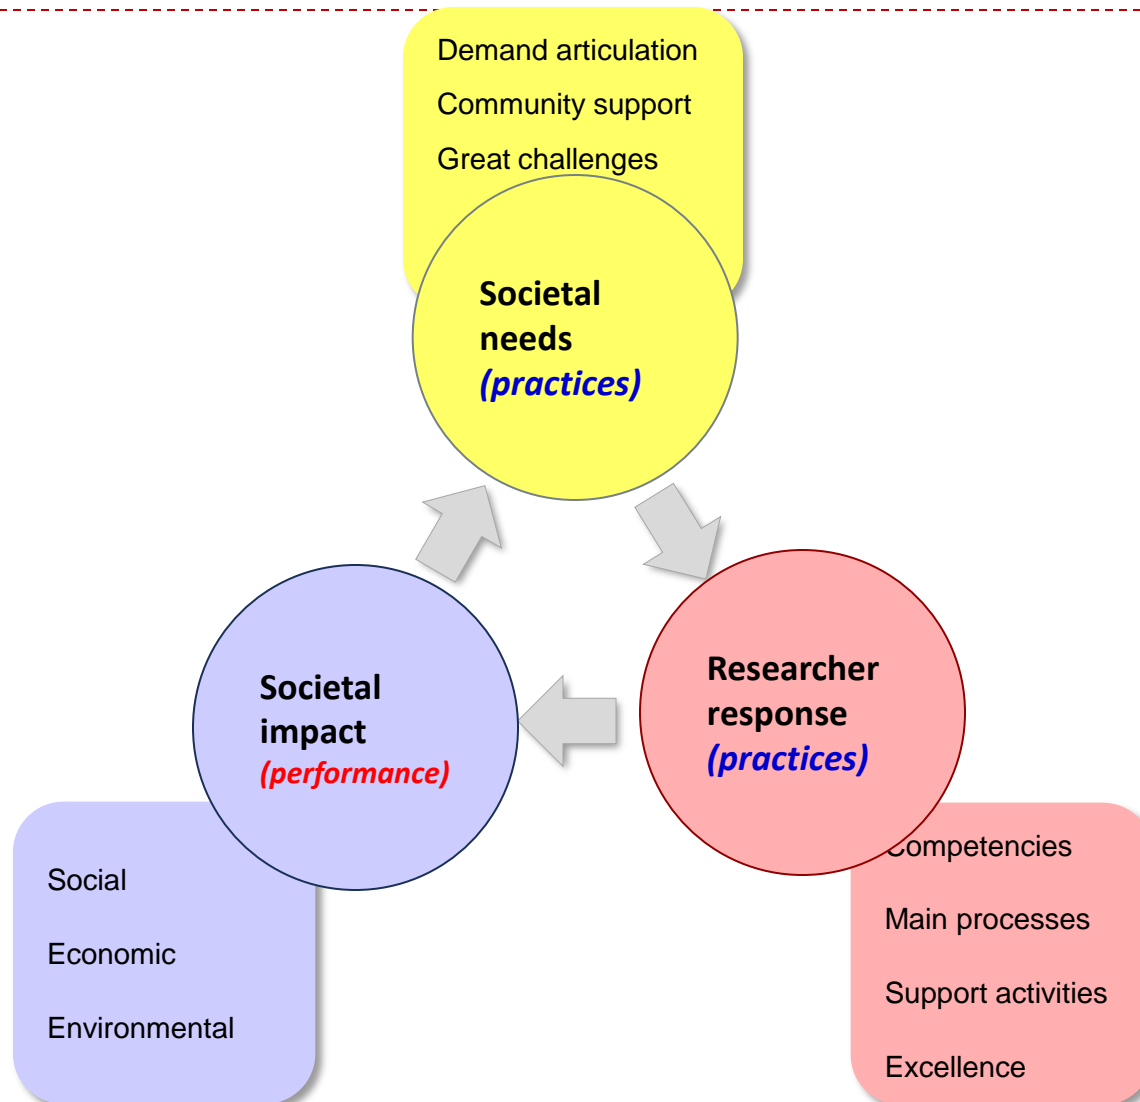 Demand articulation
Community support
Great challenges
Societal
needs
(practices)
Researcher
response
(practices)
Societal
impact
(performance)
Competencies
Main processes
Support activities
Excellence
Social
Economic
Environmental